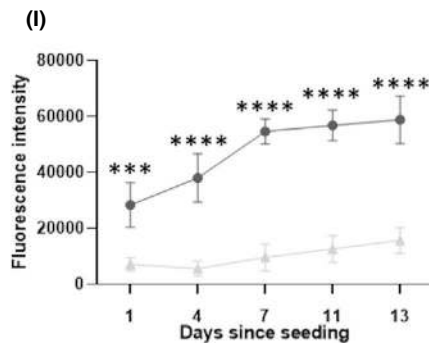 (I)
Fluorescence intensity
80000
60000
40000
20000
0
***
****
****
****
****
1 4 7 11 13
Days since seeding